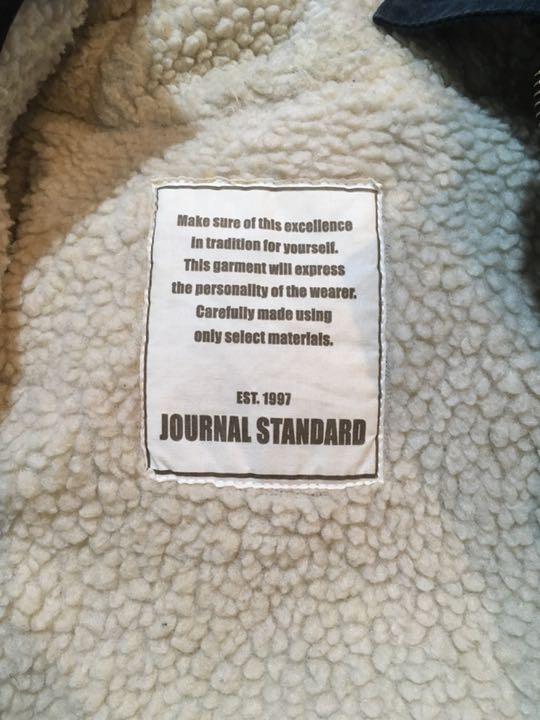 Make sure of this excellence
in tradition for yourself.
This garment will express
the personality of the wearer.
Carefully made using
only select materials.
EST. 1997
JOURNAL STANDARD